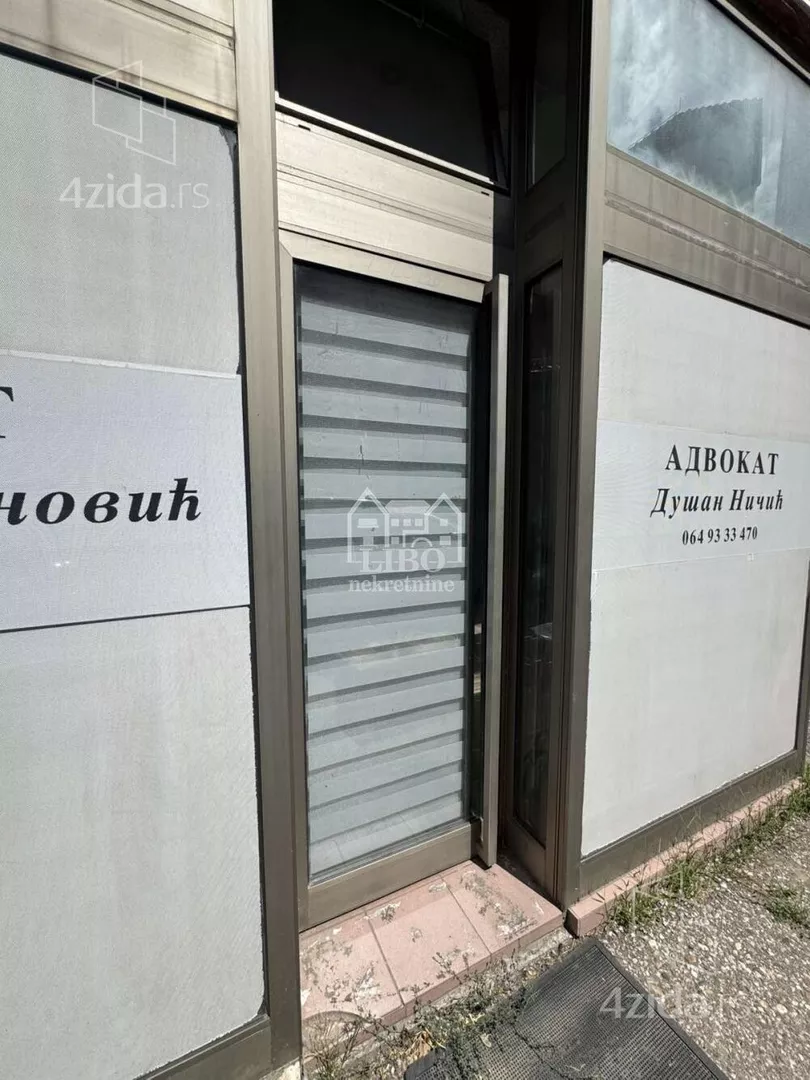 4zida.rs
новић
АДВОКАТ
Душан Ничић
064 93 33 470
LIBO
nekretnine
4zida.rs